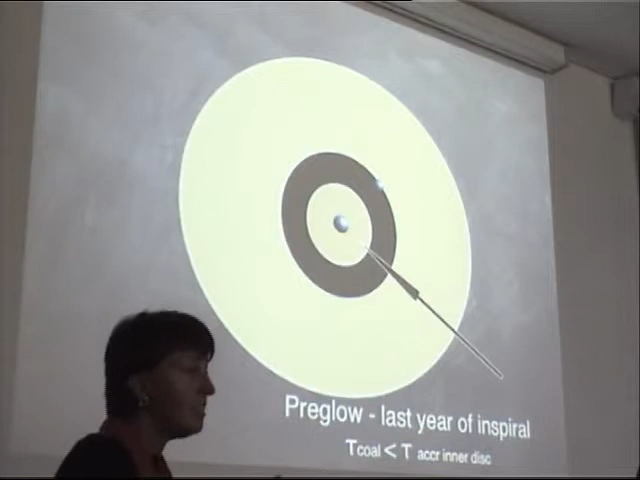 Preglow - last year of inspiral
Tcoal < T accr inner disc